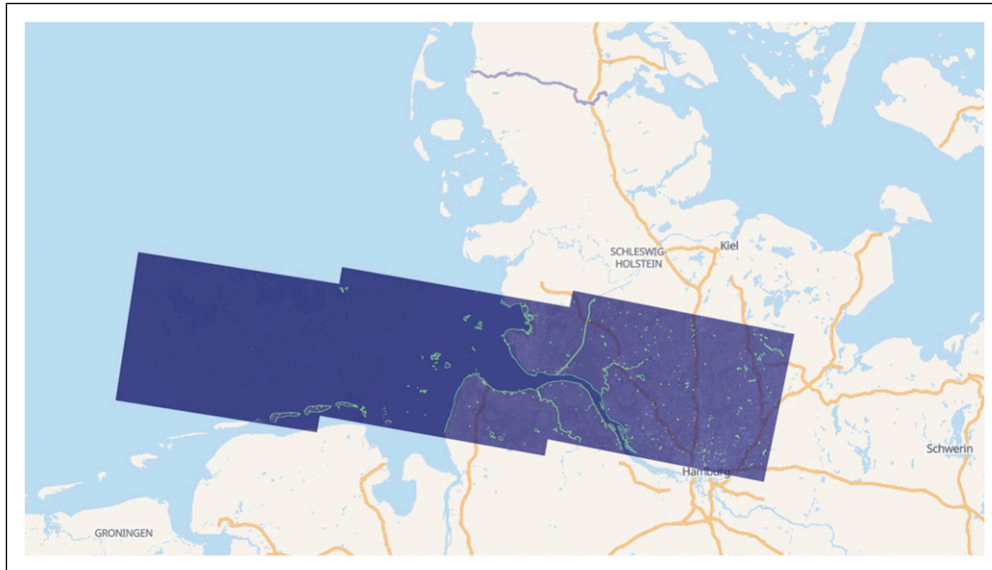 SCHLESWIG-
HOLSTEIN
Kiel
Schwerin
Hamburg
GRONINGEN